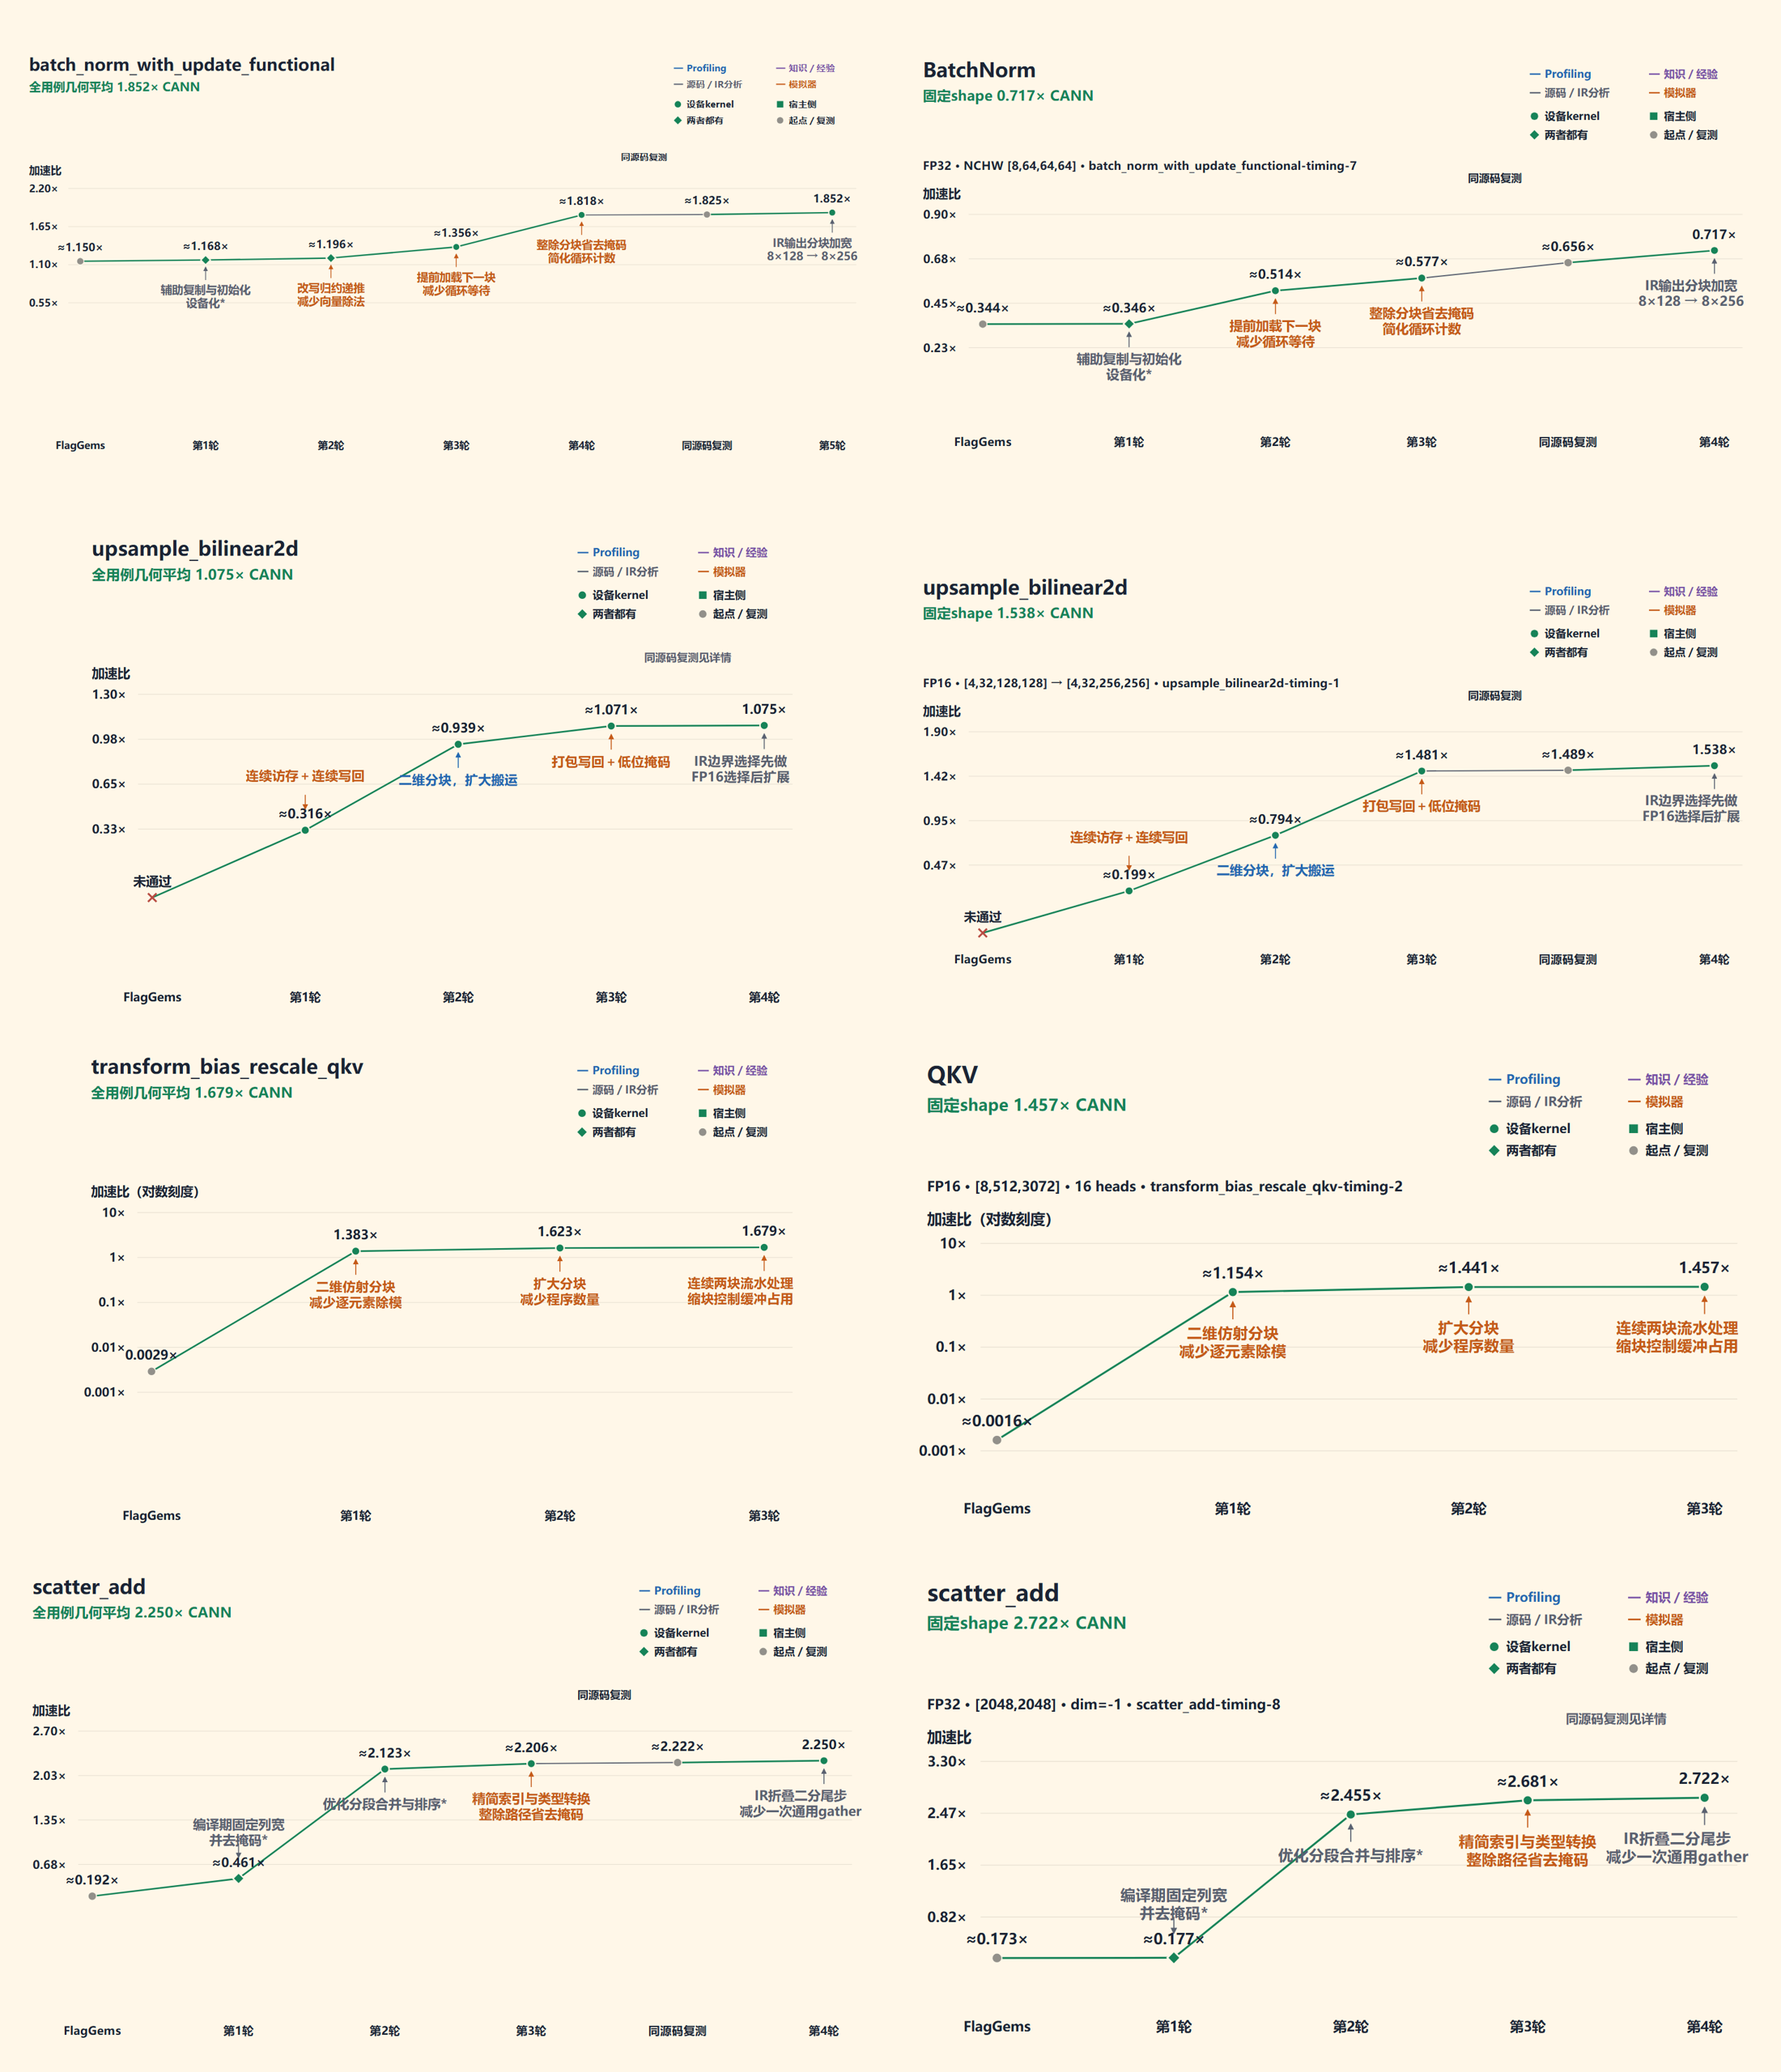 batch_norm_with_update_functional
全用例几何平均 1.852× CANN
Profiling
知识 / 经验
源码 / IR分析
模拟器
设备kernel
宿主侧
两者都有
起点 / 复测
同源码复测
加速比
2.20×
1.65×
1.10×
0.55×
≈1.150×
≈1.168×
≈1.196×
≈1.356×
≈1.818×
≈1.825×
1.852×
辅助复制与初始化
设备化*
改写归约递推
减少向量除法
提前加载下一块
减少循环等待
整除分块省去掩码
简化循环计数
IR输出分块加宽
8×128 → 8×256
FlagGems
第1轮
第2轮
第3轮
第4轮
同源码复测
第5轮
BatchNorm
固定shape 0.717× CANN
Profiling
知识 / 经验
源码 / IR分析
模拟器
设备kernel
宿主侧
两者都有
起点 / 复测
FP32 • NCHW [8,64,64,64] • batch_norm_with_update_functional-timing-7
同源码复测
加速比
0.90×
0.68×
0.45×
0.23×
≈0.344×
≈0.346×
≈0.514×
≈0.577×
≈0.656×
0.717×
辅助复制与初始化
设备化*
提前加载下一块
减少循环等待
整除分块省去掩码
简化循环计数
IR输出分块加宽
8×128 → 8×256
FlagGems
第1轮
第2轮
第3轮
同源码复测
第4轮
upsample_bilinear2d
全用例几何平均 1.075× CANN
Profiling
知识 / 经验
源码 / IR分析
模拟器
设备kernel
宿主侧
两者都有
起点 / 复测
同源码复测见详情
加速比
1.30×
0.98×
0.65×
0.33×
未通过
连续访存 + 连续写回
≈0.316×
≈0.939×
二维分块，扩大搬运
≈1.071×
打包写回 + 低位掩码
1.075×
IR边界选择先做
FP16选择后扩展
FlagGems
第1轮
第2轮
第3轮
第4轮
upsample_bilinear2d
固定shape 1.538× CANN
Profiling
知识 / 经验
源码 / IR分析
模拟器
设备kernel
宿主侧
两者都有
起点 / 复测
FP16 • [4,32,128,128] → [4,32,256,256] • upsample_bilinear2d-timing-1
同源码复测
加速比
1.90×
1.42×
0.95×
0.47×
未通过
连续访存 + 连续写回
≈0.199×
≈0.794×
二维分块，扩大搬运
≈1.481×
打包写回 + 低位掩码
≈1.489×
1.538×
IR边界选择先做
FP16选择后扩展
FlagGems
第1轮
第2轮
第3轮
同源码复测
第4轮
transform_bias_rescale_qkv
全用例几何平均 1.679× CANN
Profiling
知识 / 经验
源码 / IR分析
模拟器
设备kernel
宿主侧
两者都有
起点 / 复测
加速比（对数刻度）
10×
1×
0.1×
0.01×
0.001×
0.0029×
1.383×
二维仿射分块
减少逐元素除模
1.623×
扩大分块
减少程序数量
1.679×
连续两块流水处理
缩块控制缓冲占用
FlagGems
第1轮
第2轮
第3轮
QKV
固定shape 1.457× CANN
Profiling
知识 / 经验
源码 / IR分析
模拟器
设备kernel
宿主侧
两者都有
起点 / 复测
FP16 • [8,512,3072] • 16 heads • transform_bias_rescale_qkv-timing-2
加速比（对数刻度）
10×
1×
0.1×
0.01×
0.001×
≈0.0016×
≈1.154×
二维仿射分块
减少逐元素除模
≈1.441×
扩大分块
减少程序数量
1.457×
连续两块流水处理
缩块控制缓冲占用
FlagGems
第1轮
第2轮
第3轮
scatter_add
全用例几何平均 2.250× CANN
Profiling
知识 / 经验
源码 / IR分析
模拟器
设备kernel
宿主侧
两者都有
起点 / 复测
同源码复测
加速比
2.70×
2.03×
1.35×
0.68×
≈0.192×
编译期固定列宽
并去掩码*
≈0.461×
≈2.123×
优化分段合并与排序*
≈2.206×
精简索引与类型转换
整除路径省去掩码
≈2.222×
2.250×
IR折叠二分尾步
减少一次通用gather
FlagGems
第1轮
第2轮
第3轮
同源码复测
第4轮
scatter_add
固定shape 2.722× CANN
Profiling
知识 / 经验
源码 / IR分析
模拟器
设备kernel
宿主侧
两者都有
起点 / 复测
FP32 • [2048,2048] • dim=-1 • scatter_add-timing-8
同源码复测见详情
加速比
3.30×
2.47×
1.65×
0.82×
≈0.173×
编译期固定列宽
并去掩码*
≈0.177×
≈2.455×
优化分段合并与排序*
≈2.681×
精简索引与类型转换
整除路径省去掩码
2.722×
IR折叠二分尾步
减少一次通用gather
FlagGems
第1轮
第2轮
第3轮
第4轮